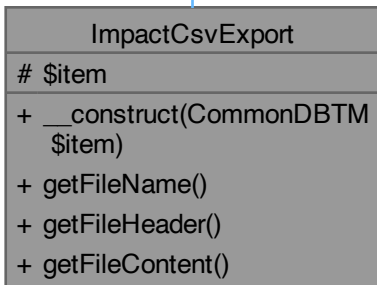 ImpactCsvExport
# $item
+ __construct(CommonDBTM
$item)
+ getFileName()
+ getFileHeader()
+ getFileContent()